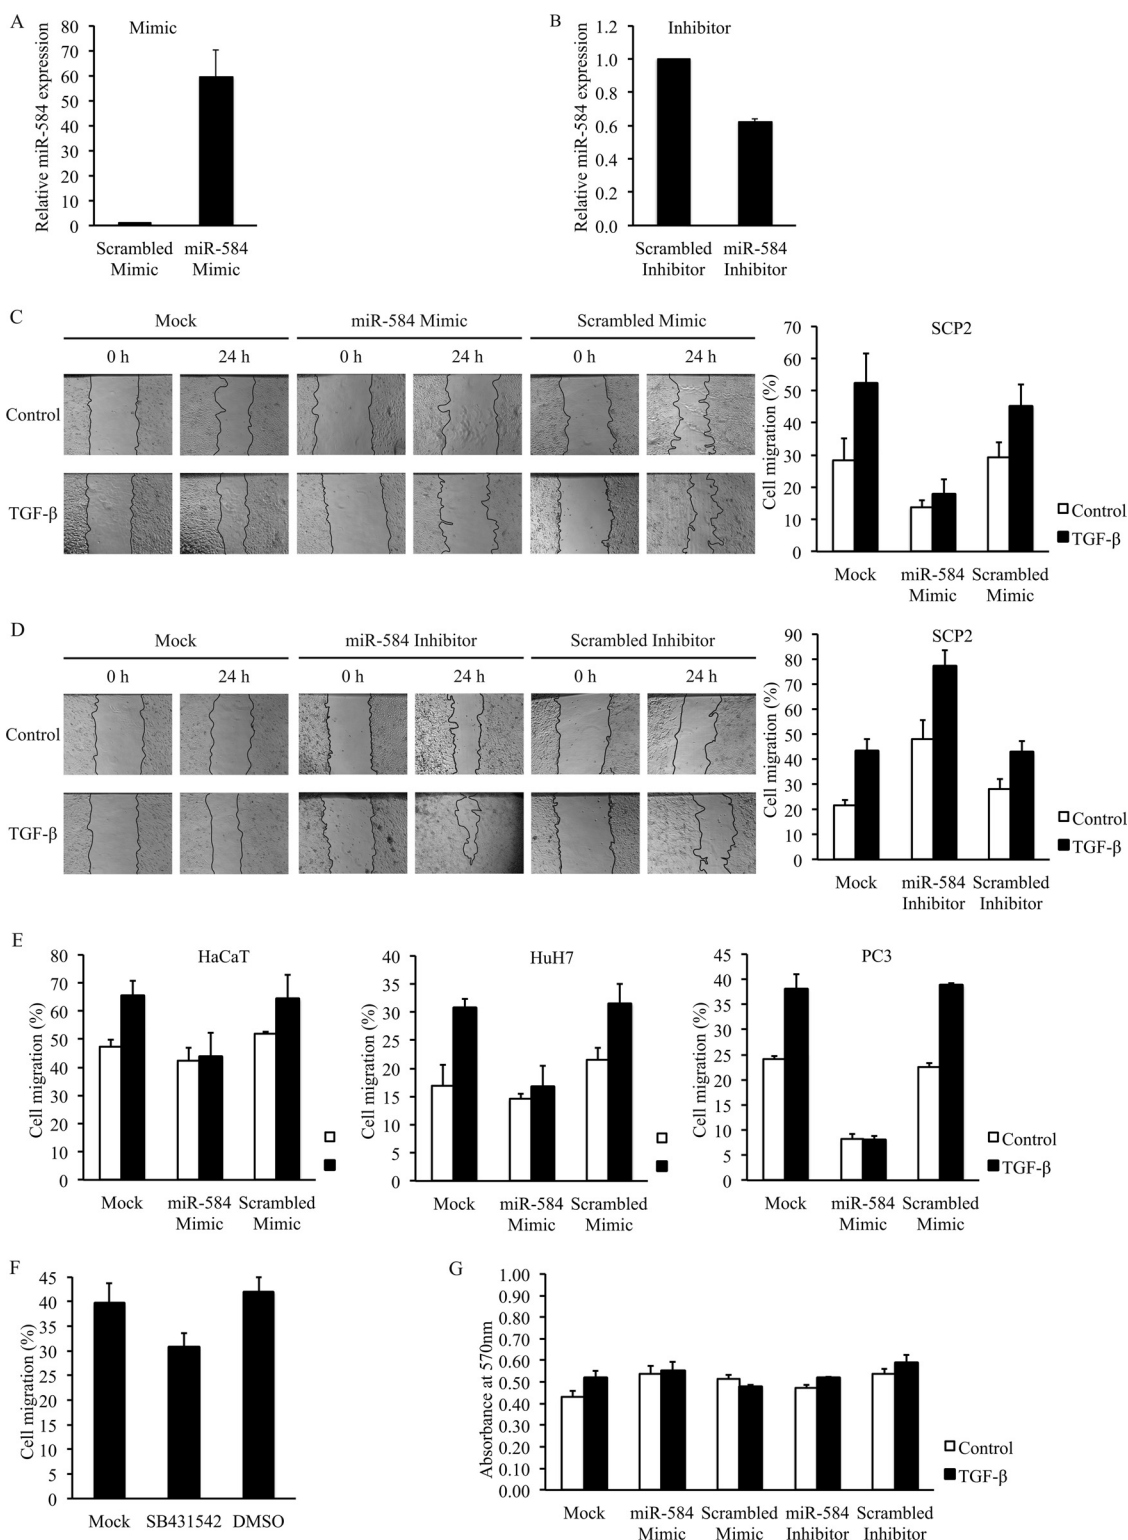 A
Mimic
Relative miR-584 expression
80
70
60
50
40
30
20
10
0
Scrambled Mimic
miR-584 Mimic
B
Inhibitor
Relative miR-584 expression
1.2
1.0
0.8
0.6
0.4
0.2
0.0
Scrambled Inhibitor
miR-584 Inhibitor
C
Mock
miR-584 Mimic
Scrambled Mimic
0 h
24 h
0 h
24 h
0 h
24 h
Control
TGF-β
SCP2
Cell migration (%)
70
60
50
40
30
20
10
0
Mock
miR-584 Mimic
Scrambled Mimic
Control
TGF-β
D
Mock
miR-584 Inhibitor
Scrambled Inhibitor
0 h
24 h
0 h
24 h
0 h
24 h
Control
TGF-β
SCP2
Cell migration (%)
90
80
70
60
50
40
30
20
10
0
Mock
miR-584 Inhibitor
Scrambled Inhibitor
Control
TGF-β
E
HaCaT
Cell migration (%)
80
70
60
50
40
30
20
10
0
Mock
miR-584 Mimic
Scrambled Mimic
HuH7
Cell migration (%)
40
35
30
25
20
15
10
5
0
Mock
miR-584 Mimic
Scrambled Mimic
PC3
Cell migration (%)
45
40
35
30
25
20
15
10
5
0
Mock
miR-584 Mimic
Scrambled Mimic
Control
TGF-β
F
Cell migration (%)
45
40
35
30
25
20
15
10
5
0
Mock
SB431542
DMSO
G
Absorbance at 570nm
1.00
0.90
0.80
0.70
0.60
0.50
0.40
0.30
0.20
0.10
0.00
Mock
miR-584 Mimic
Scrambled Mimic
miR-584 Inhibitor
Scrambled Inhibitor
Control
TGF-β